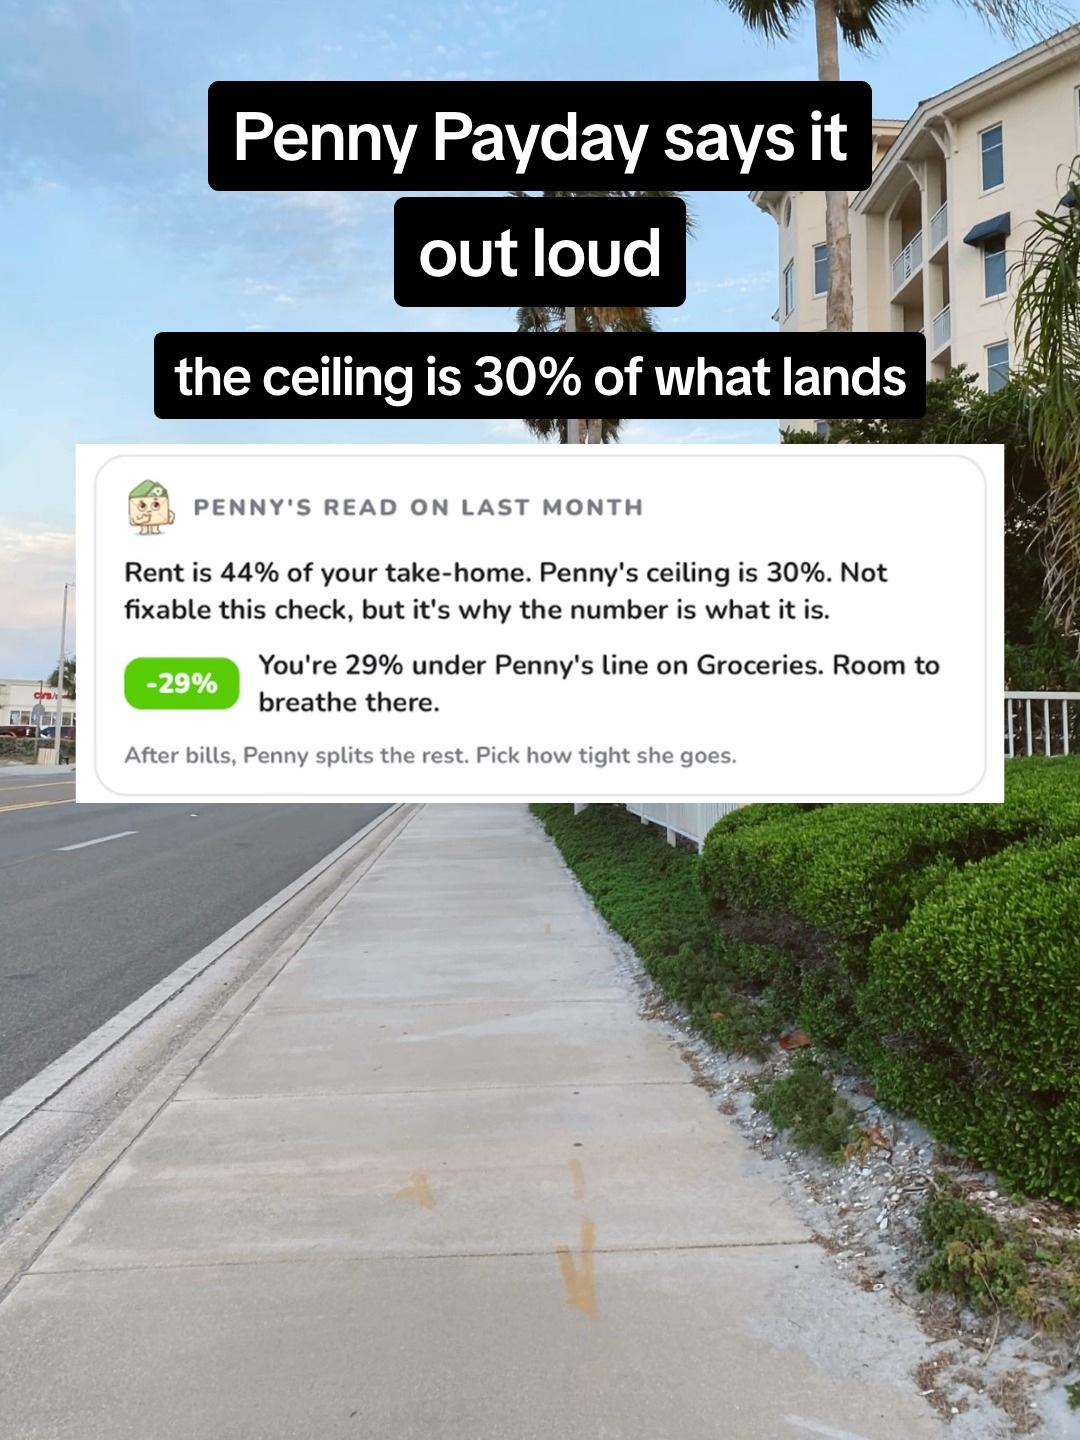 Penny Payday says it
out loud
the ceiling is 30% of what lands
PENNY'S READ ON LAST MONTH
Rent is 44% of your take-home. Penny's ceiling is 30%. Not
fixable this check, but it's why the number is what it is.
-29%
You're 29% under Penny's line on Groceries. Room to
breathe there.
After bills, Penny splits the rest. Pick how tight she goes.
CVS